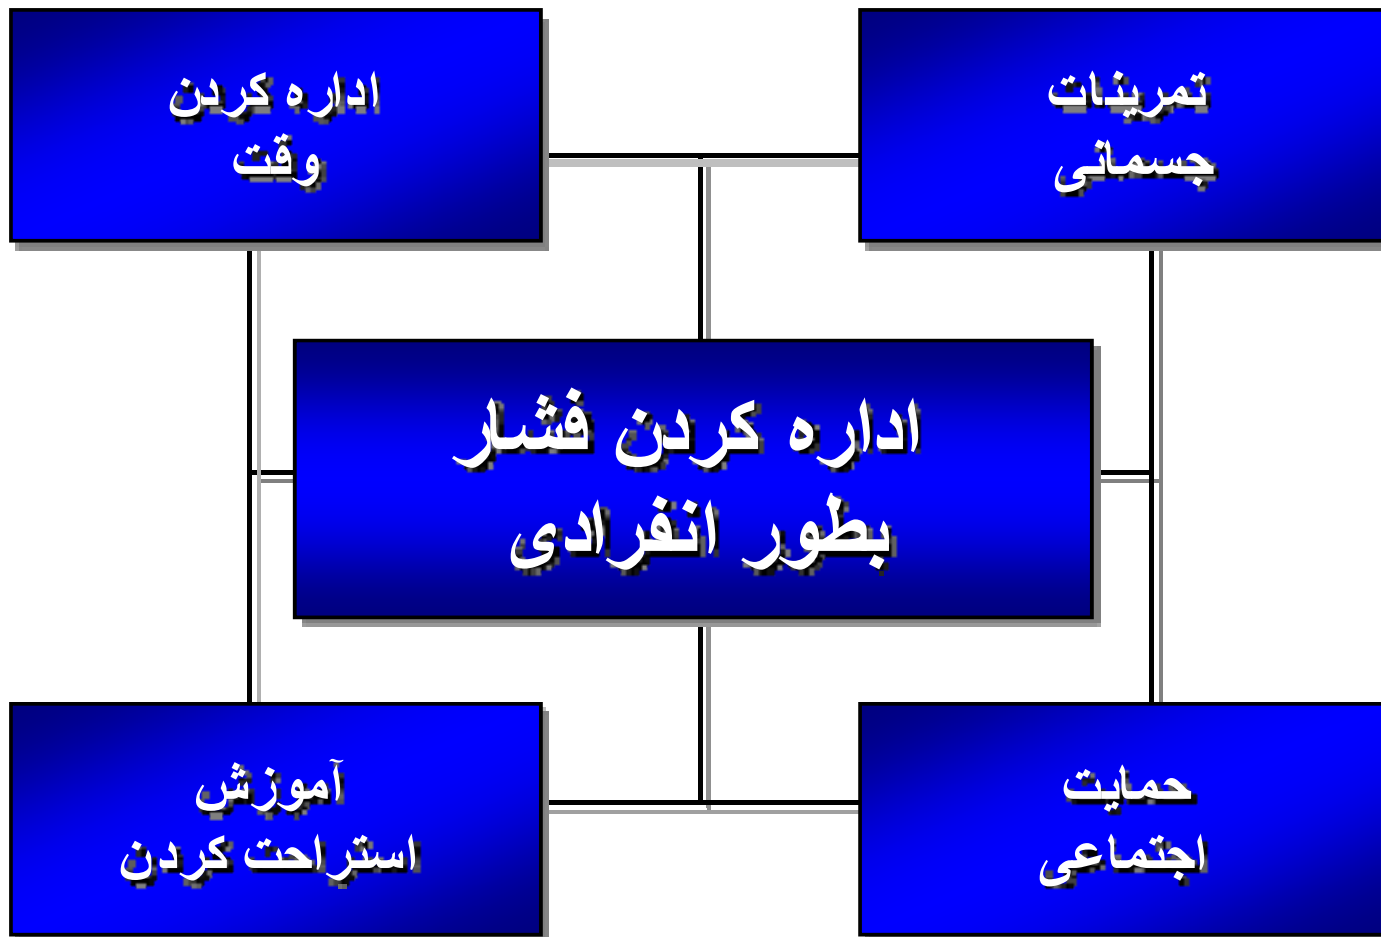 تمرینات
جسمانی
اداره کردن
وقت
اداره کردن فشار
بطور انفرادی
حمایت
اجتماعی
آموزش
استراحت کردن